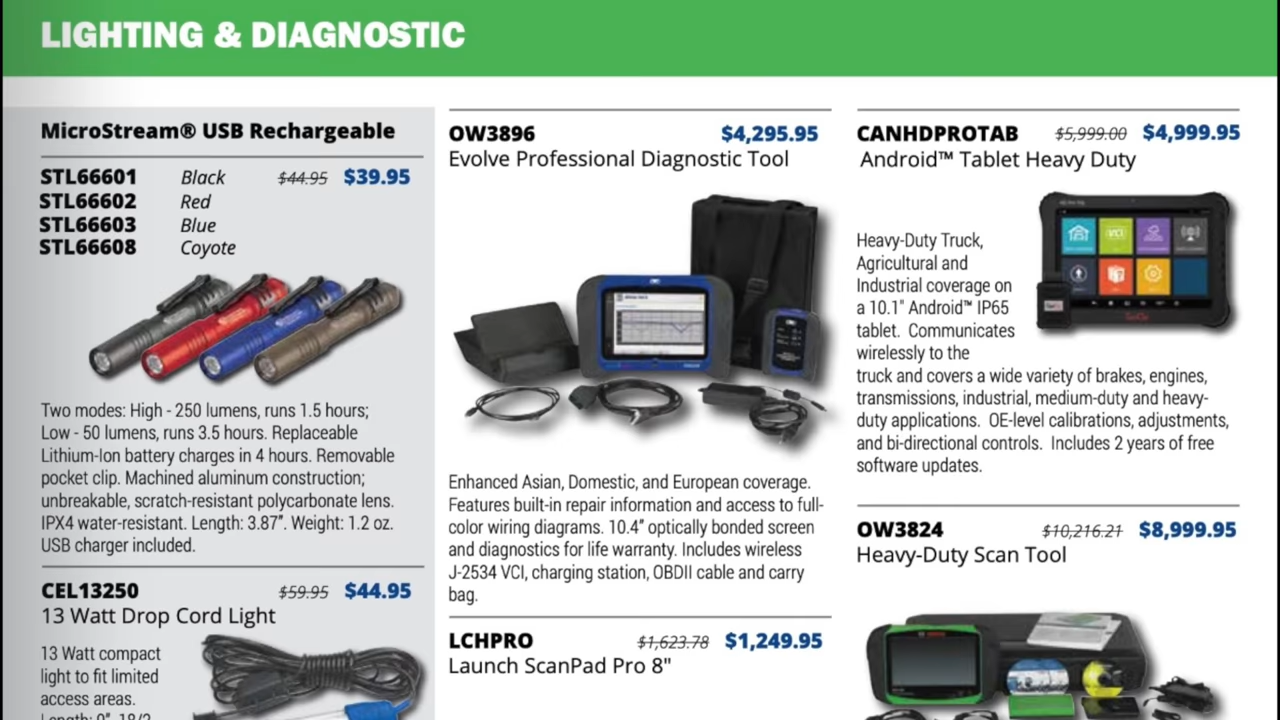 LIGHTING & DIAGNOSTIC
MicroStream® USB Rechargeable
STL66601 Black $44.95 $39.95
STL66602 Red
STL66603 Blue
STL66608 Coyote
Two modes: High - 250 lumens, runs 1.5 hours;
Low - 50 lumens, runs 3.5 hours. Replaceable
Lithium-Ion battery charges in 4 hours. Removable
pocket clip. Machined aluminum construction;
unbreakable, scratch-resistant polycarbonate lens.
IPX4 water-resistant. Length: 3.87”. Weight: 1.2 oz.
USB charger included.
CEL13250 $59.95 $44.95
13 Watt Drop Cord Light
13 Watt compact
light to fit limited
access areas.
Length: 9”, 18/2
OW3896 $4,295.95
Evolve Professional Diagnostic Tool
Enhanced Asian, Domestic, and European coverage.
Features built-in repair information and access to full-
color wiring diagrams. 10.4” optically bonded screen
and diagnostics for life warranty. Includes wireless
J-2534 VCI, charging station, OBDII cable and carry
bag.
LCHPRO $1,623.78 $1,249.95
Launch ScanPad Pro 8"
CANHDPROTAB $5,999.00 $4,999.95
Android™ Tablet Heavy Duty
Heavy-Duty Truck,
Agricultural and
Industrial coverage on
a 10.1" Android™ IP65
tablet. Communicates
wirelessly to the
truck and covers a wide variety of brakes, engines,
transmissions, industrial, medium-duty and heavy-
duty applications. OE-level calibrations, adjustments,
and bi-directional controls. Includes 2 years of free
software updates.
VCI
OW3824 $10,216.21 $8,999.95
Heavy-Duty Scan Tool